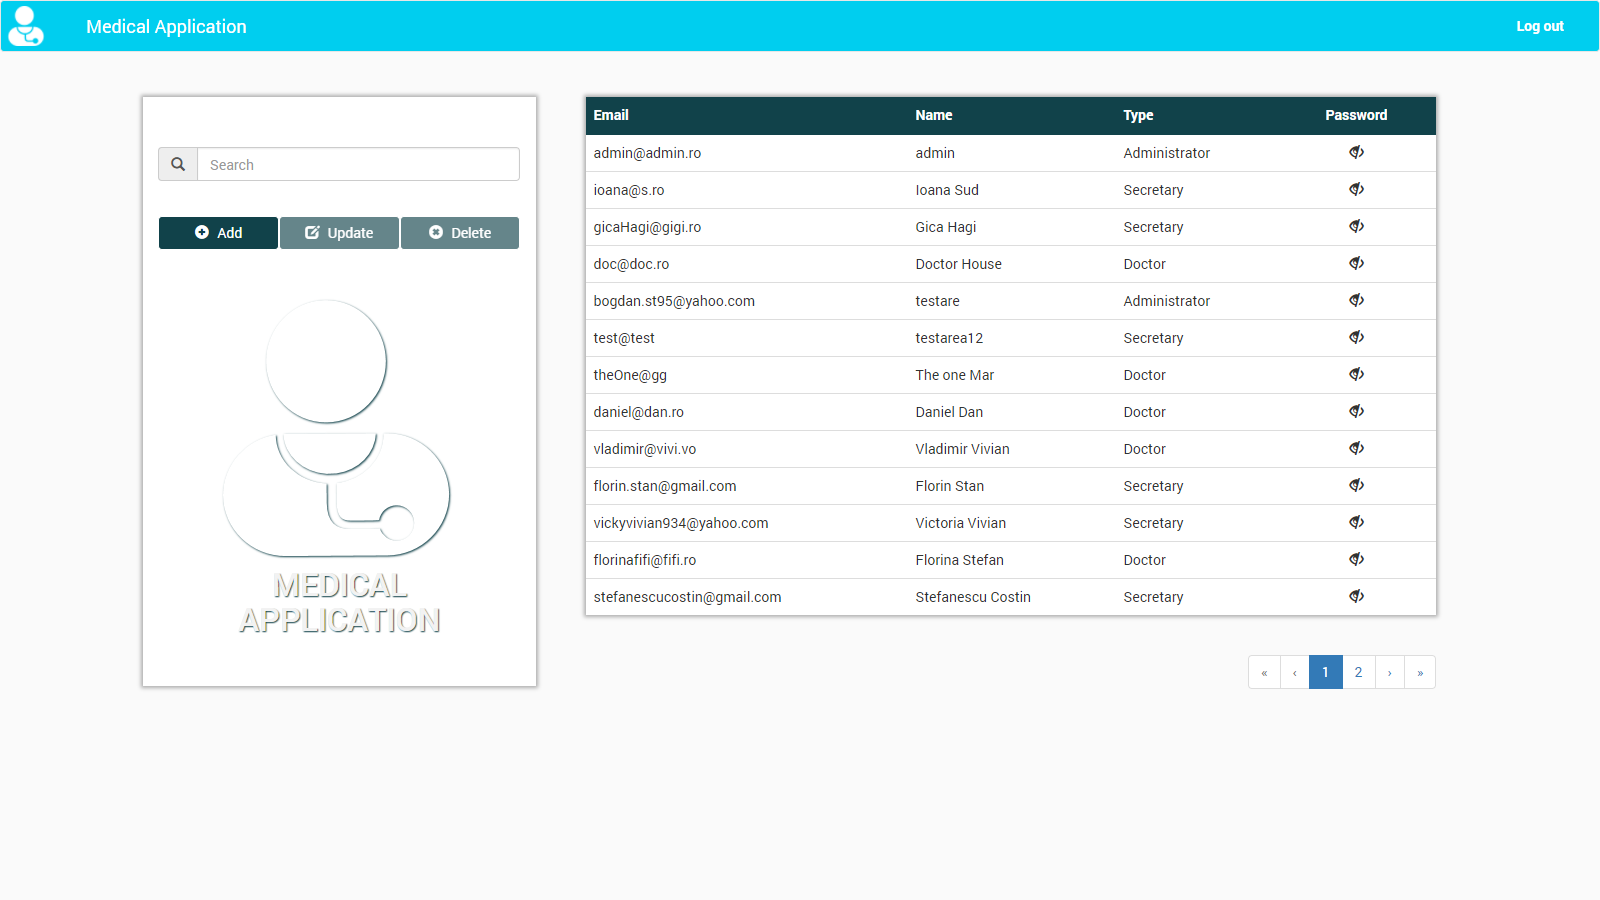 Medical Application Log out
Search
Add Update Delete
MEDICAL
APPLICATION
Email Name Type Password
admin@admin.ro admin Administrator
ioana@s.ro Ioana Sud Secretary
gicaHagi@gigi.ro Gica Hagi Secretary
doc@doc.ro Doctor House Doctor
bogdan.st95@yahoo.com testare Administrator
test@test testarea12 Secretary
theOne@gg The one Mar Doctor
daniel@dan.ro Daniel Dan Doctor
vladimir@vivi.vo Vladimir Vivian Doctor
florin.stan@gmail.com Florin Stan Secretary
vickyvivian934@yahoo.com Victoria Vivian Secretary
florinafifi@fifi.ro Florina Stefan Doctor
stefanescucostin@gmail.com Stefanescu Costin Secretary
« ‹ 1 2 › »